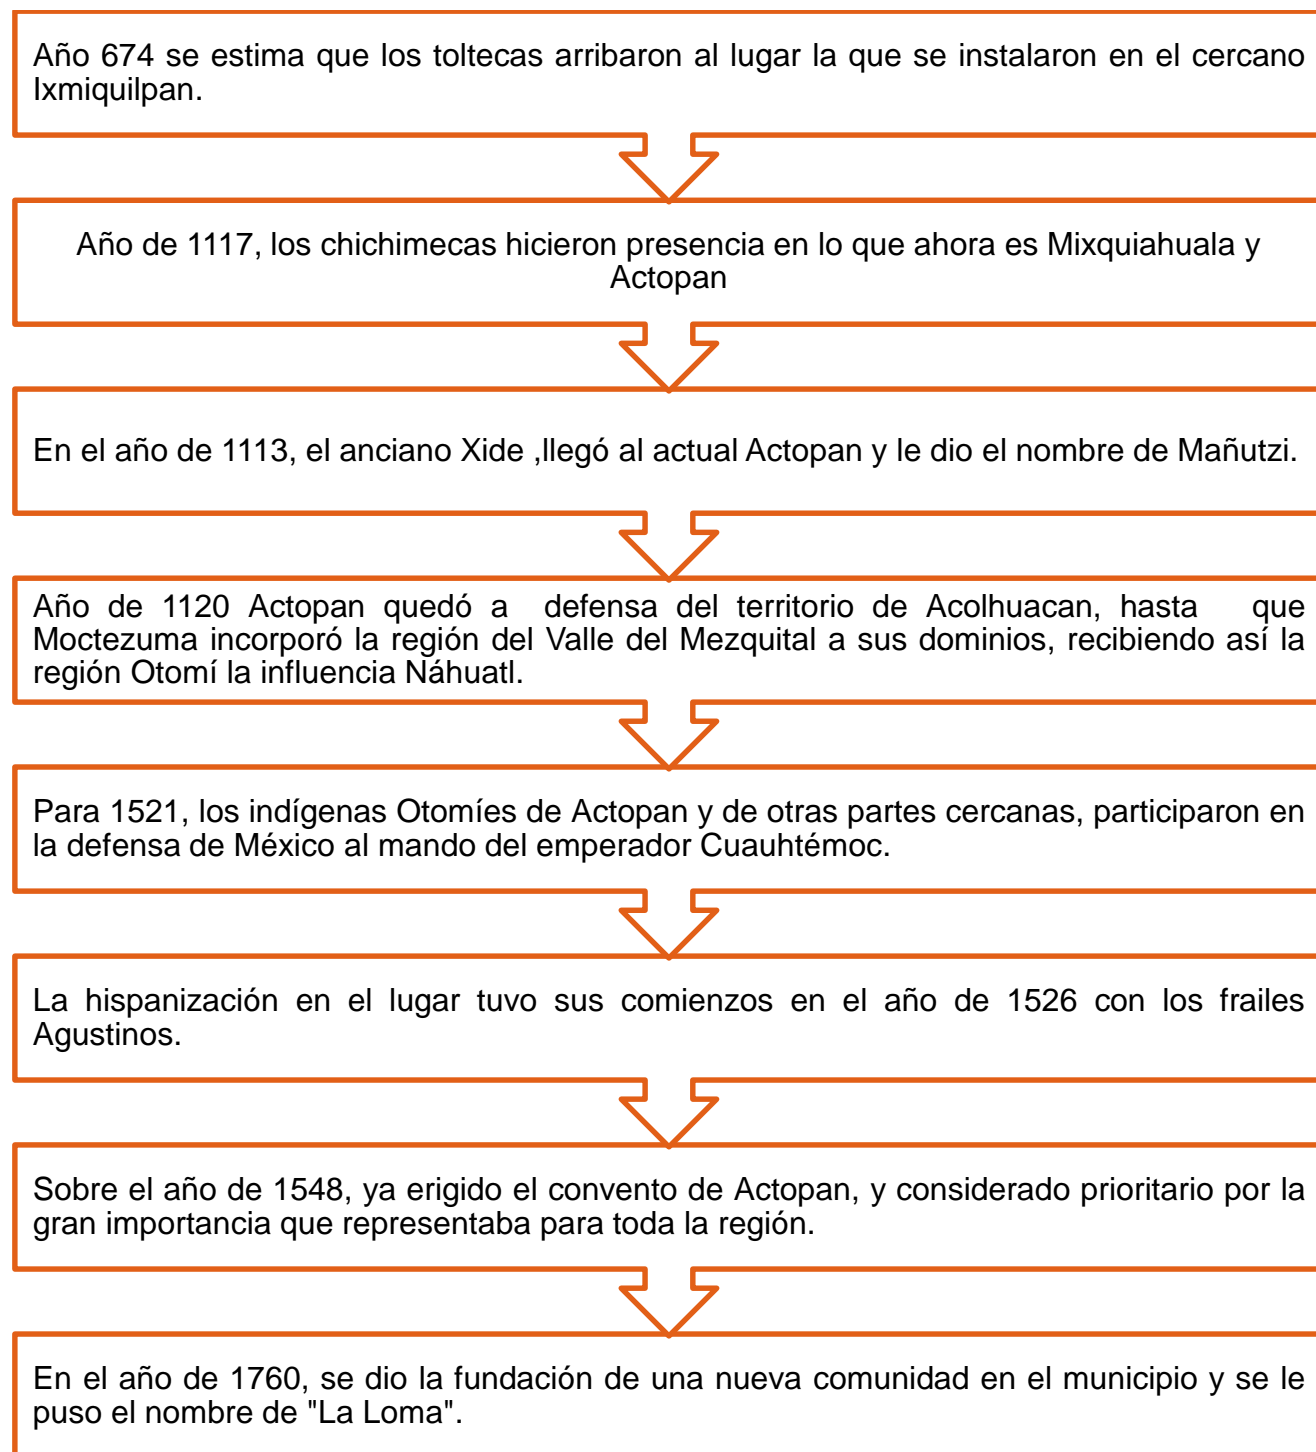 Año 674 se estima que los toltecas arribaron al lugar la que se instalaron en el cercano
Ixmiquilpan.
Año de 1117, los chichimecas hicieron presencia en lo que ahora es Mixquiahuala y
Actopan
En el año de 1113, el anciano Xide ,llegó al actual Actopan y le dio el nombre de Mañutzi.
Año de 1120 Actopan quedó a defensa del territorio de Acolhuacan, hasta que
Moctezuma incorporó la región del Valle del Mezquital a sus dominios, recibiendo así la
región Otomí la influencia Náhuatl.
Para 1521, los indígenas Otomíes de Actopan y de otras partes cercanas, participaron en
la defensa de México al mando del emperador Cuauhtémoc.
La hispanización en el lugar tuvo sus comienzos en el año de 1526 con los frailes
Agustinos.
Sobre el año de 1548, ya erigido el convento de Actopan, y considerado prioritario por la
gran importancia que representaba para toda la región.
En el año de 1760, se dio la fundación de una nueva comunidad en el municipio y se le
puso el nombre de "La Loma".